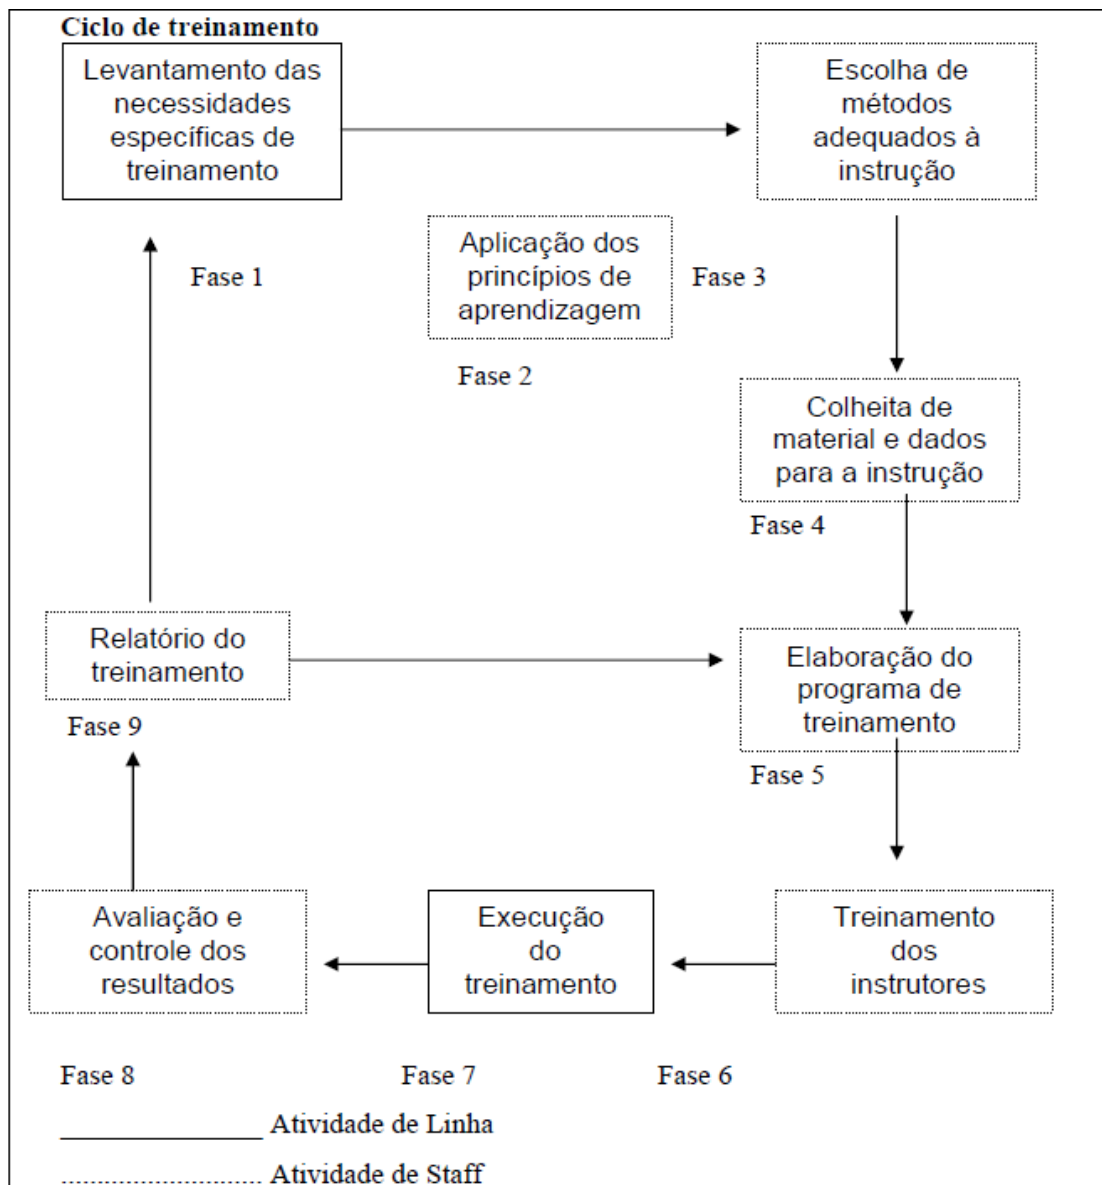 Ciclo de treinamento
Levantamento das
necessidades
específicas de
treinamento
Escolha de
métodos
adequados à
instrução
Aplicação dos
princípios de
aprendizagem
Fase 1
Fase 3
Fase 2
Colheita de
material e dados
para a instrução
Fase 4
Relatório do
treinamento
Elaboração do
programa de
treinamento
Fase 9
Fase 5
Avaliação e
controle dos
resultados
Execução
do
treinamento
Treinamento
dos
instrutores
Fase 8
Fase 7
Fase 6
Atividade de Linha
Atividade de Staff